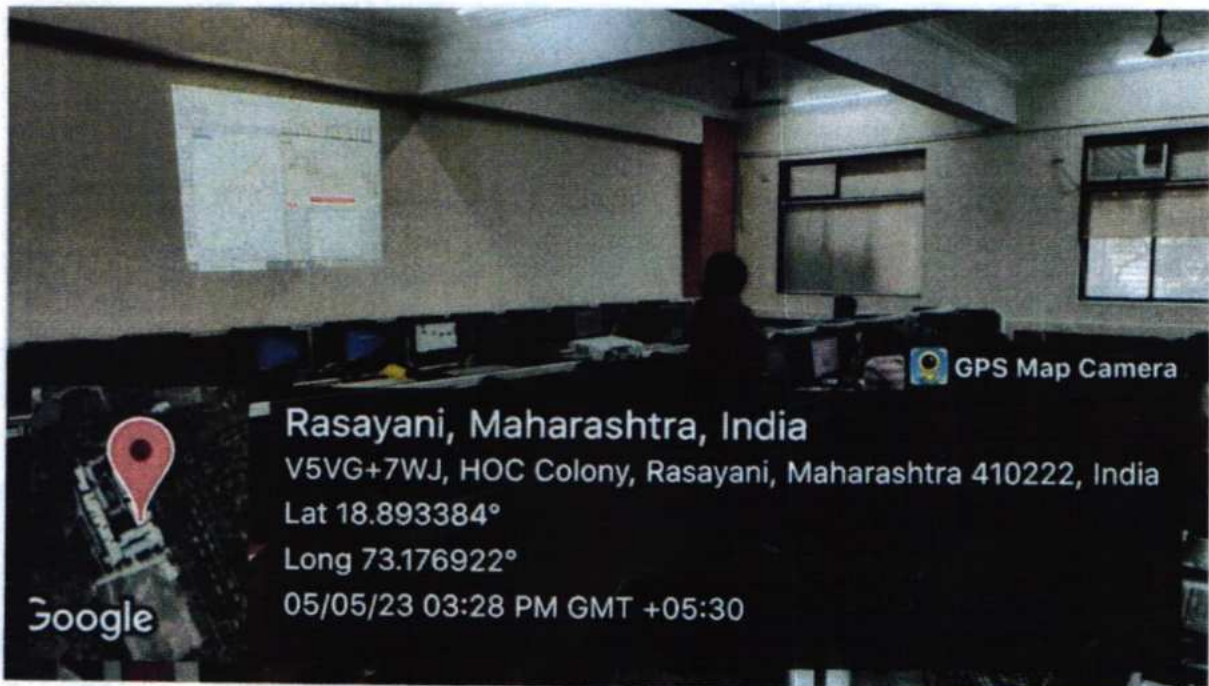 GPS Map Camera
Rasayani, Maharashtra, India
V5VG+7WJ, HOC Colony, Rasayani, Maharashtra 410222, India
Lat 18.893384°
Long 73.176922°
05/05/23 03:28 PM GMT +05:30
Google